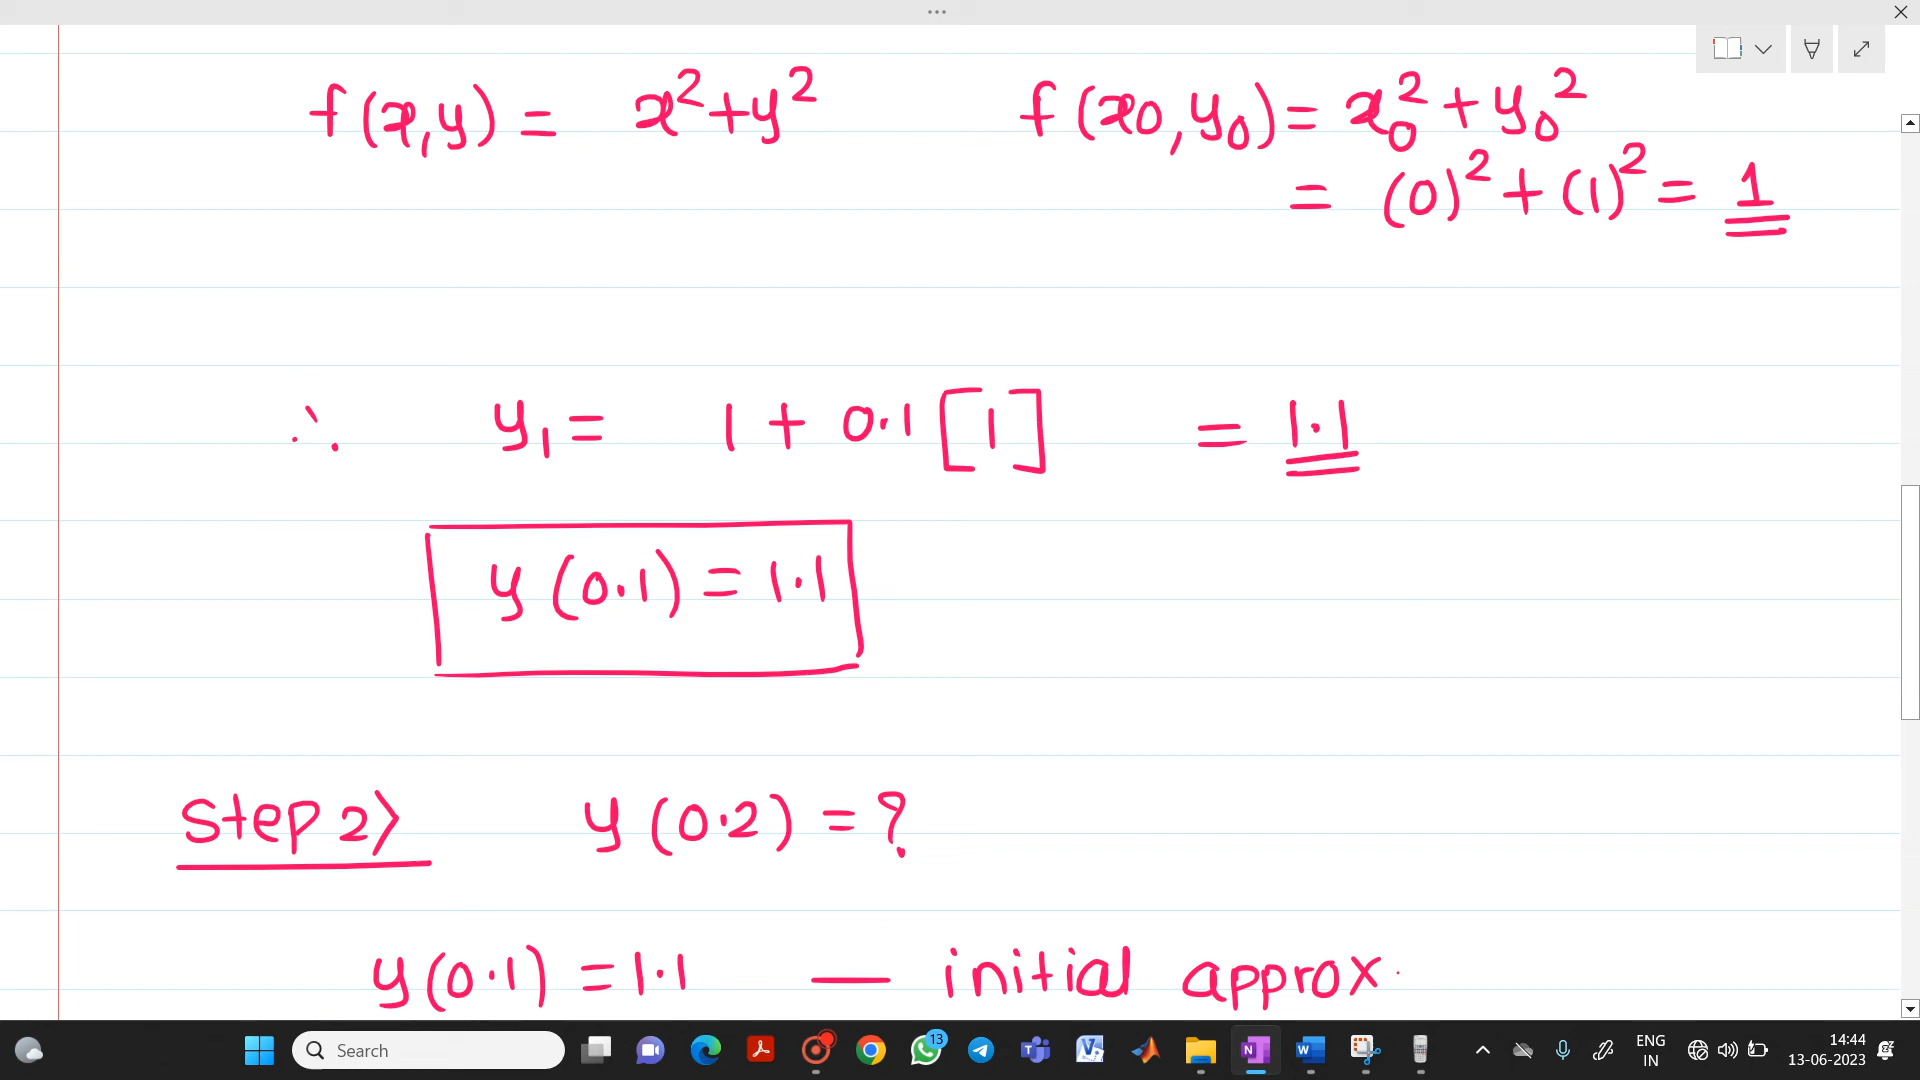 f(x,y) = x²+y² f(x0,y0) = x₀² + y₀²
= (0)² + (1)² = 1
∴ y₁ = 1 + 0.1 [1] = 1.1
y(0.1) = 1.1
Step 2> y(0.2) = ?
y(0.1) = 1.1 — initial approx.
Search
13
ENG
IN
14:44
13-06-2023